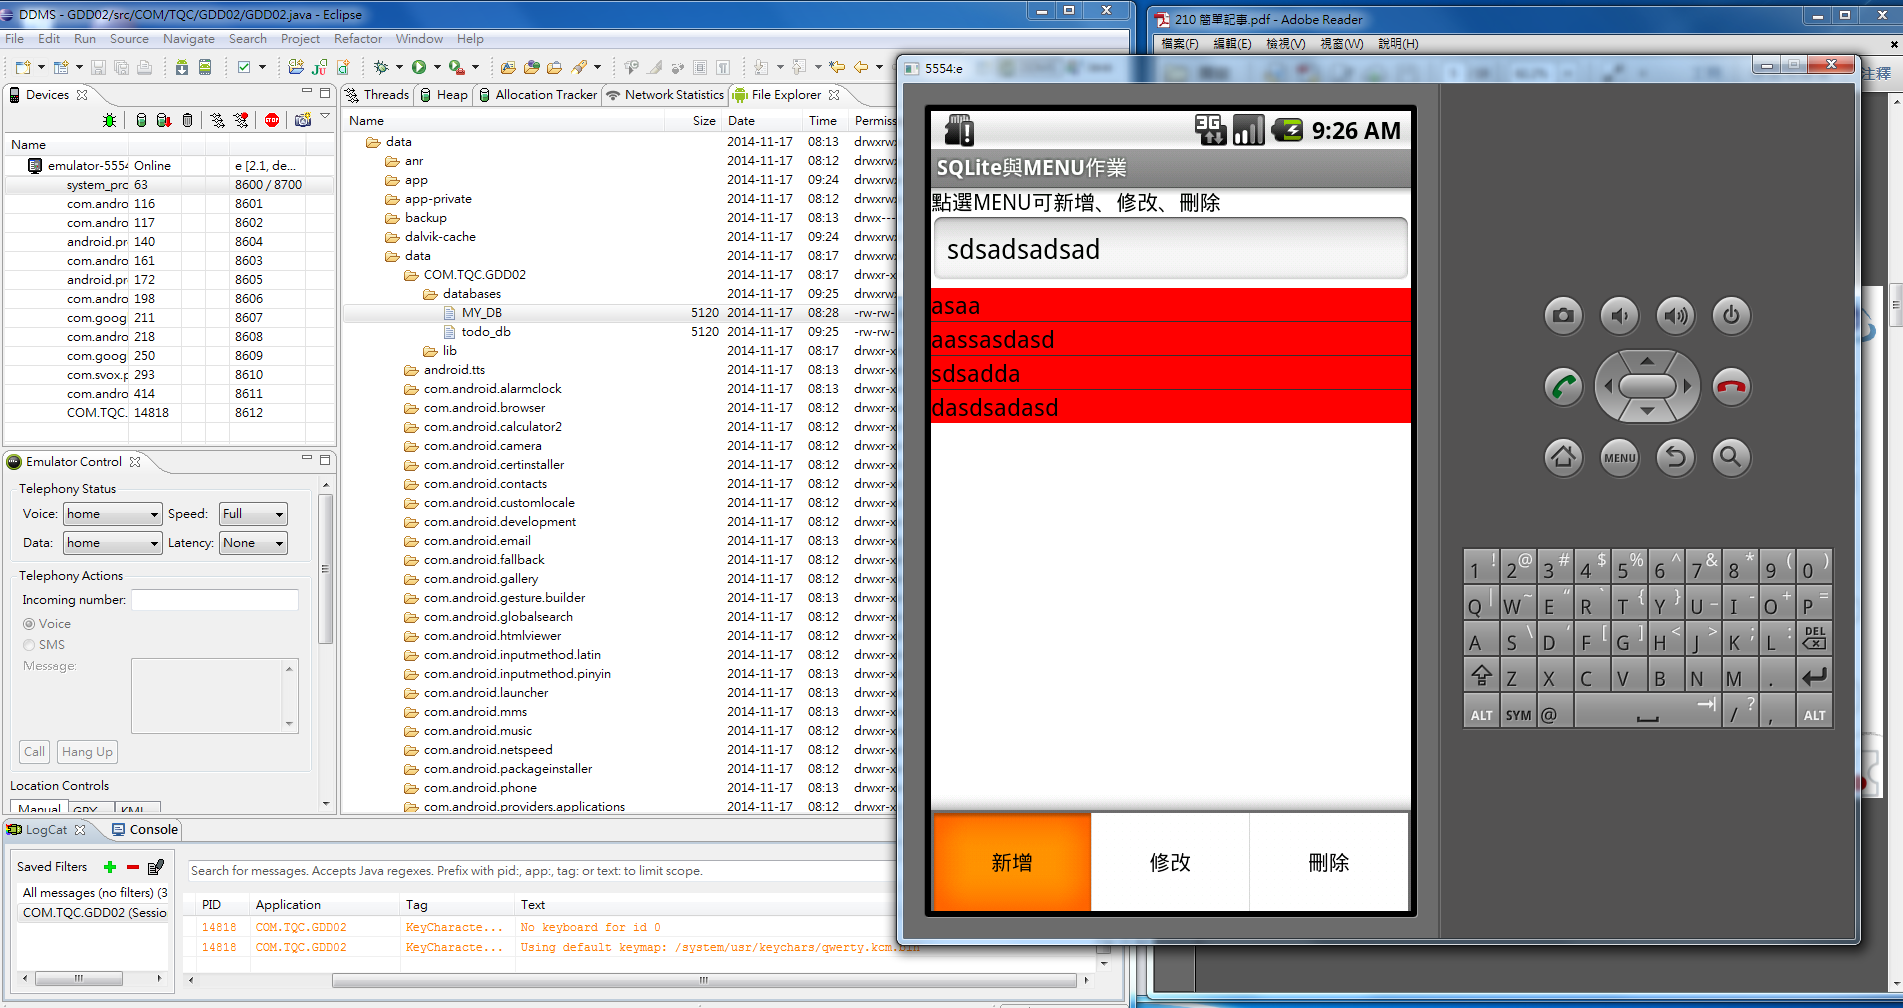 DDMS - GDD02/src/COM/TQC/GDD02/GDD02.java - Eclipse
File Edit Run Source Navigate Search Project Refactor Window Help
Devices
Name
emulator-5554 Online e [2.1, de...
system_pro 63 8600 / 8700
com.andro 116 8601
com.andro 117 8602
android.pr 140 8604
com.andro 161 8603
android.pr 172 8605
com.andro 198 8606
com.goog 211 8607
com.andro 218 8608
com.goog 250 8609
com.svox.p 293 8610
com.andro 414 8611
COM.TQC. 14818 8612
Emulator Control
Telephony Status
Voice: home Speed: Full
Data: home Latency: None
Telephony Actions
Incoming number:
Voice
SMS
Message:
Call Hang Up
Location Controls
Manual GPX KML
Threads Heap Allocation Tracker Network Statistics File Explorer
Name Size Date Time Permiss
data 2014-11-17 08:13 drwxrwx
anr 2014-11-17 08:12 drwxrwx
app 2014-11-17 09:24 drwxrwx
app-private 2014-11-17 08:12 drwxrwx
backup 2014-11-17 08:13 drwx---
dalvik-cache 2014-11-17 09:24 drwxrwx
data 2014-11-17 08:17 drwxrwx
COM.TQC.GDD02 2014-11-17 08:17 drwxr-x
databases 2014-11-17 09:25 drwxrwx
MY_DB 5120 2014-11-17 08:28 -rw-rw-
todo_db 5120 2014-11-17 09:25 -rw-rw-
lib 2014-11-17 08:17 drwxr-x
android.tts 2014-11-17 08:13 drwxr-x
com.android.alarmclock 2014-11-17 08:13 drwxr-x
com.android.browser 2014-11-17 08:12 drwxr-x
com.android.calculator2 2014-11-17 08:12 drwxr-x
com.android.camera 2014-11-17 08:12 drwxr-x
com.android.certinstaller 2014-11-17 08:12 drwxr-x
com.android.contacts 2014-11-17 08:12 drwxr-x
com.android.customlocale 2014-11-17 08:12 drwxr-x
com.android.development 2014-11-17 08:12 drwxr-x
com.android.email 2014-11-17 08:13 drwxr-x
com.android.fallback 2014-11-17 08:12 drwxr-x
com.android.gallery 2014-11-17 08:12 drwxr-x
com.android.gesture.builder 2014-11-17 08:13 drwxr-x
com.android.globalsearch 2014-11-17 08:13 drwxr-x
com.android.htmlviewer 2014-11-17 08:12 drwxr-x
com.android.inputmethod.latin 2014-11-17 08:12 drwxr-x
com.android.inputmethod.pinyin 2014-11-17 08:13 drwxr-x
com.android.launcher 2014-11-17 08:13 drwxr-x
com.android.mms 2014-11-17 08:13 drwxr-x
com.android.music 2014-11-17 08:12 drwxr-x
com.android.netspeed 2014-11-17 08:12 drwxr-x
com.android.packageinstaller 2014-11-17 08:12 drwxr-x
com.android.phone 2014-11-17 08:13 drwxr-x
com.android.providers.applications 2014-11-17 08:12 drwxr-x
LogCat Console
Saved Filters
All messages (no filters) (3
COM.TQC.GDD02 (Sessio
Search for messages. Accepts Java regexes. Prefix with pid:, app:, tag: or text: to limit scope.
PID Application Tag Text
14818 COM.TQC.GDD02 KeyCharacte... No keyboard for id 0
14818 COM.TQC.GDD02 KeyCharacte... Using default keymap: /system/usr/keychars/qwerty.kcm.bin
210 簡單記事.pdf - Adobe Reader
檔案(F) 編輯(E) 檢視(V) 視窗(W) 說明(H)
注釋
5554:e
3G 9:26 AM
SQLite與MENU作業
點選MENU可新增、修改、刪除
sdsadsadsad
asaa
aassasdasd
sdsadda
dasdsadasd
新增 修改 刪除
MENU
1 ! 2 @ 3 # 4 $ 5 % 6 ^ 7 & 8 * 9 ( 0 )
Q | W ~ E " R ` T { Y } U _ I - O + P =
A S \ D ' F [ G ] H < J > K ; L : DEL
Z X C V B N M .
ALT SYM @ / ? , ALT